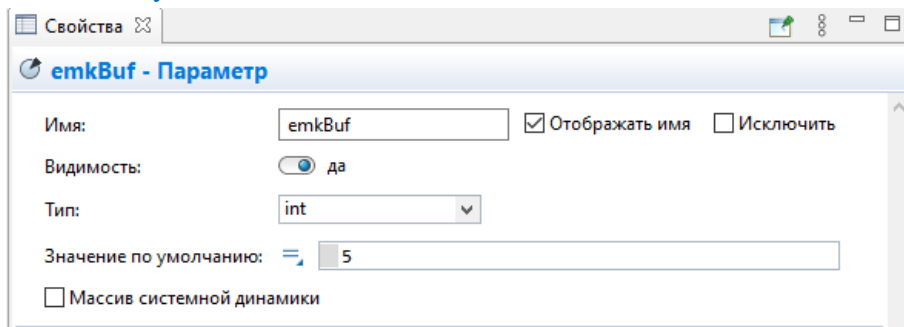 Свойства
emkBuf - Параметр
Имя: emkBuf Отображать имя Исключить
Видимость: да
Тип: int
Значение по умолчанию: 5
Массив системной динамики